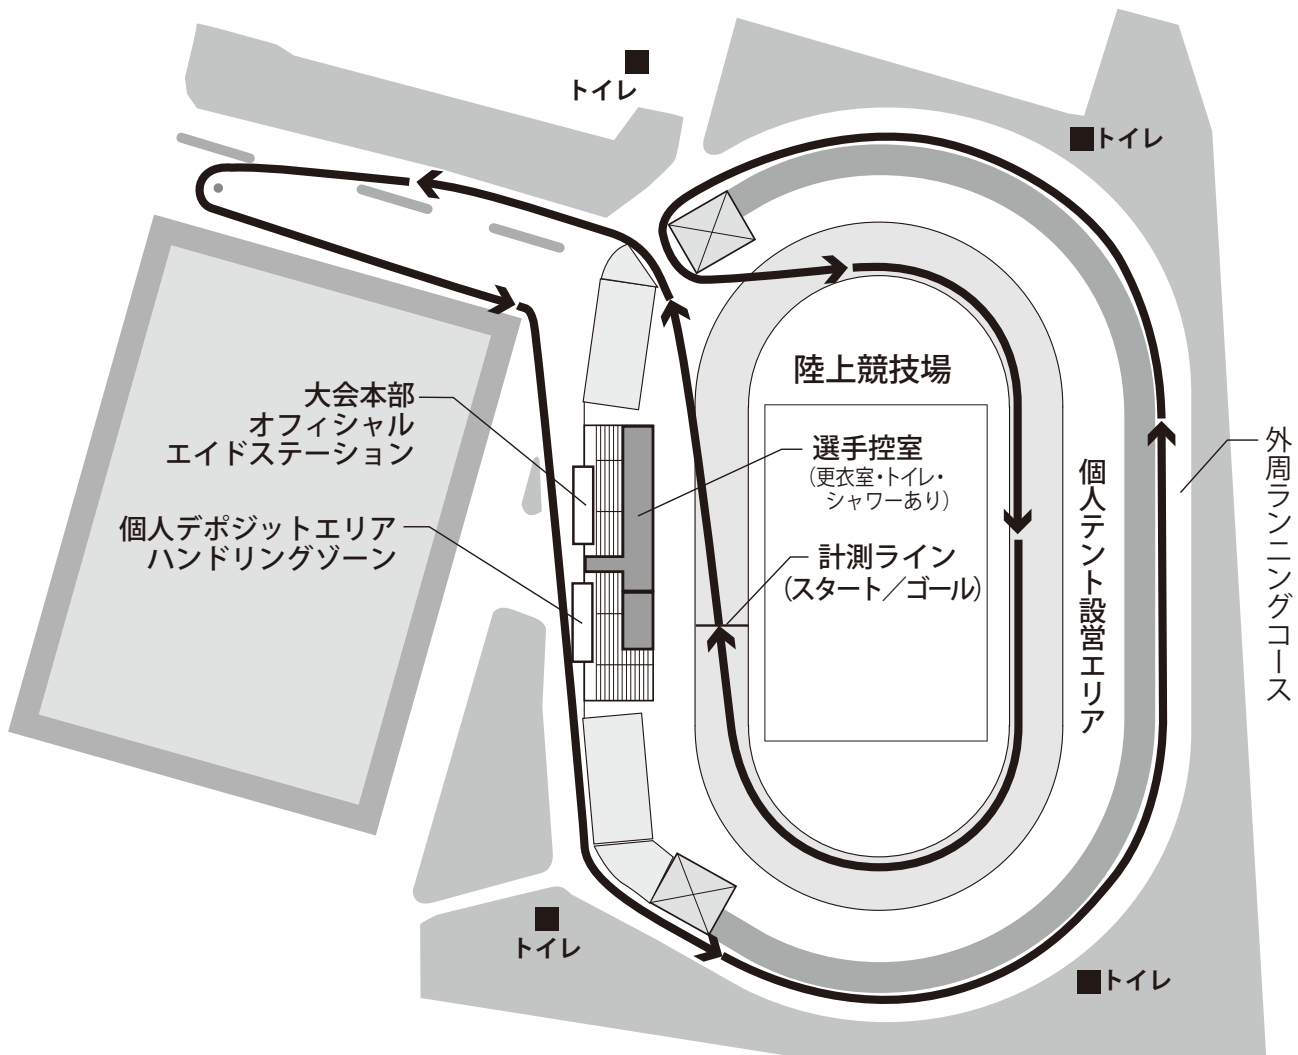 トイレ
トイレ
陸上競技場
大会本部
オフィシャル
エイドステーション
選手控室
(更衣室・トイレ・
シャワーあり)
個人デポジットエリア
ハンドリングゾーン
計測ライン
(スタート／ゴール)
個人テント設営エリア
外周ランニングコース
トイレ
トイレ